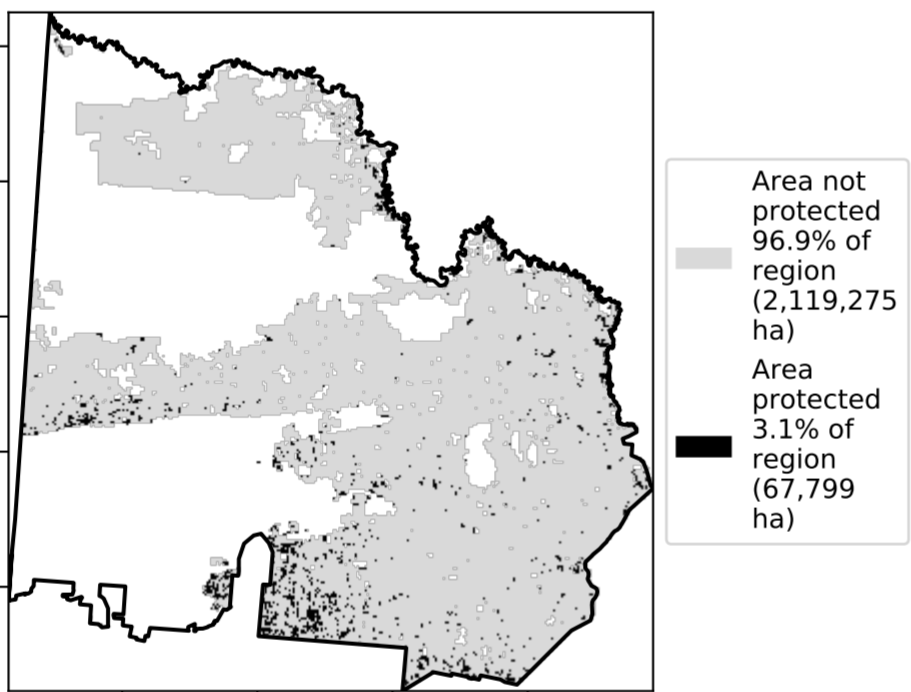 Area not
protected
96.9% of
region
(2,119,275
ha)
Area
protected
3.1% of
region
(67,799
ha)